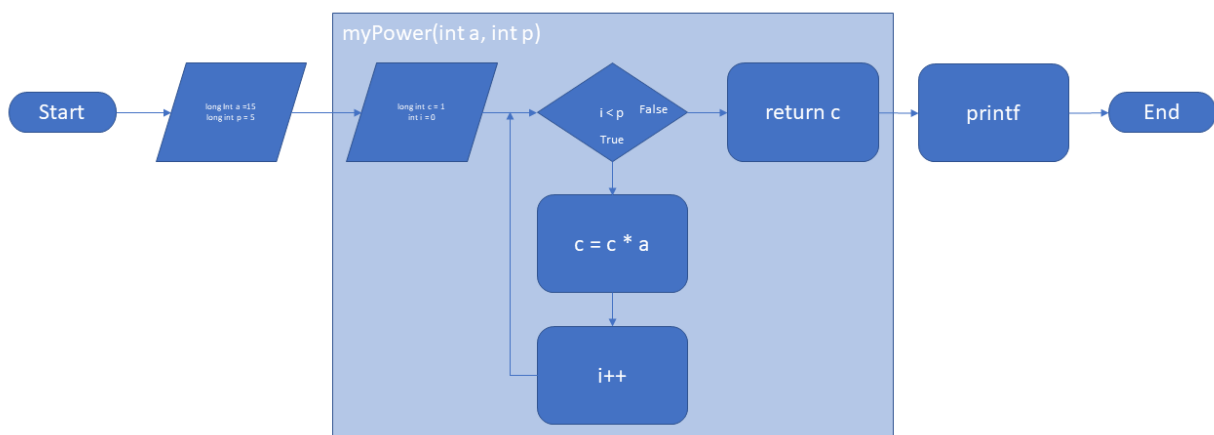 myPower(int a, int p)
Start
long Int a =15
long int p = 5
long int c = 1
int i = 0
i < p
False
True
return c
printf
End
c = c * a
i++